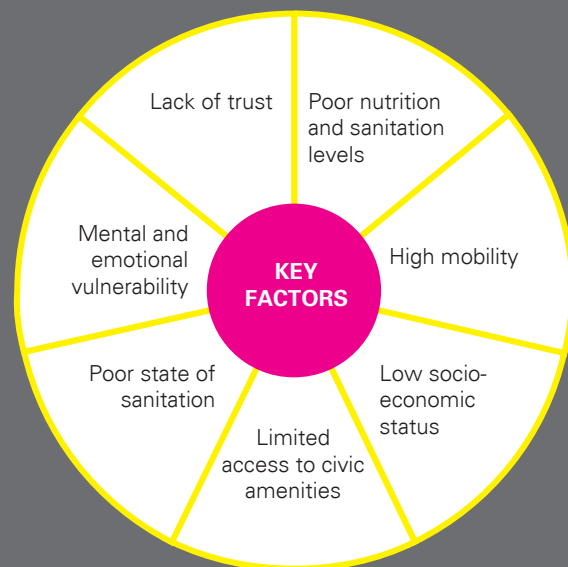 Lack of trust
Poor nutrition
and sanitation
levels
High mobility
Low socio-
economic
status
Limited
access to civic
amenities
Poor state of
sanitation
Mental and
emotional
vulnerability
KEY
FACTORS